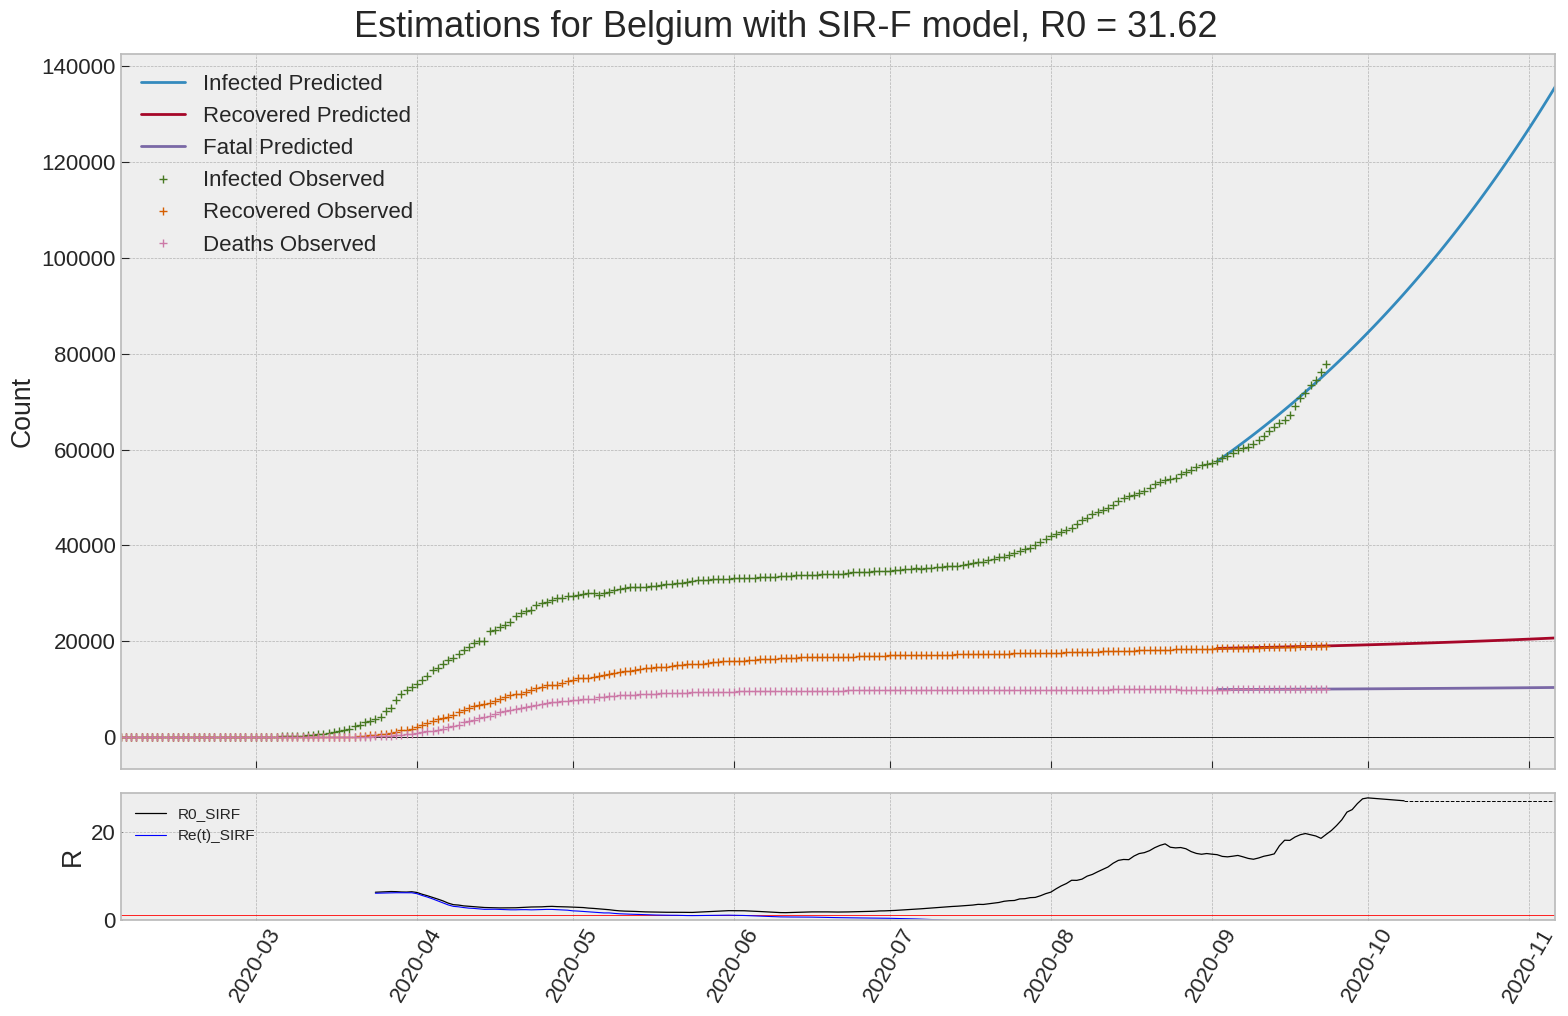 Estimations for Belgium with SIR-F model, R0 = 31.62
140000
120000
100000
80000
60000
40000
20000
0
Count
Infected Predicted
Recovered Predicted
Fatal Predicted
Infected Observed
Recovered Observed
Deaths Observed
20
0
R
R0_SIRF
Re(t)_SIRF
2020-03
2020-04
2020-05
2020-06
2020-07
2020-08
2020-09
2020-10
2020-11